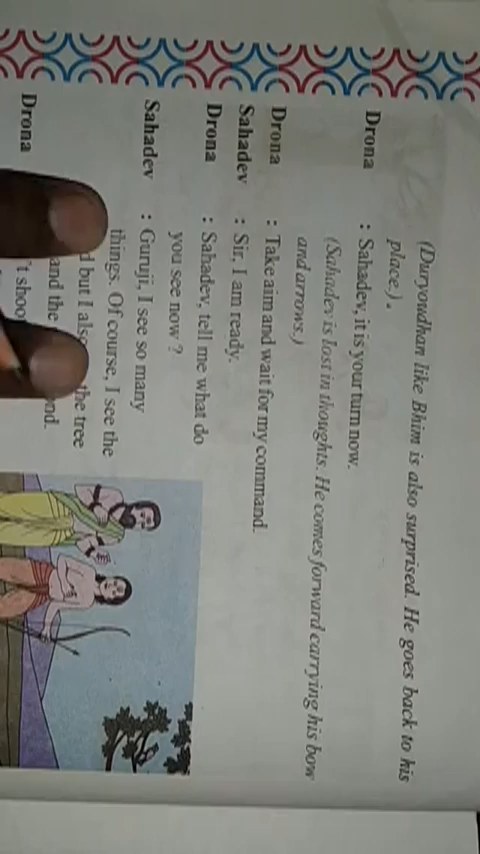 (Duryodhan like Bhim is also surprised. He goes back to his
place.).
Drona : Sahadev, it is your turn now.
(Sahadev is lost in thoughts. He comes forward carrying his bow
and arrows.)
Drona : Take aim and wait for my command.
Sahadev : Sir, I am ready.
Drona : Sahadev, tell me what do
you see now ?
Sahadev : Guruji, I see so many
things. Of course, I see the
but I also the tree
and the
Drona shoo